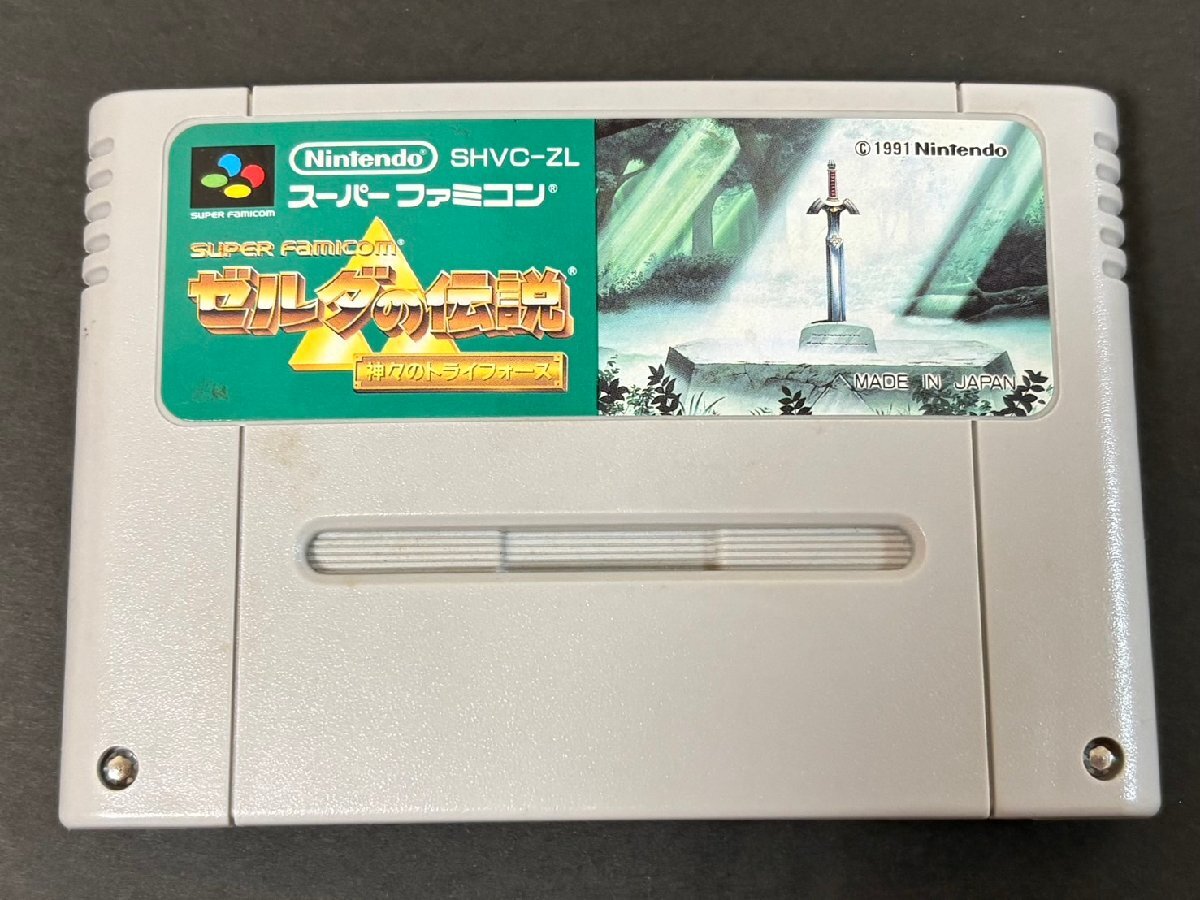 SUPER FAMICOM
Nintendo SHVC-ZL
スーパーファミコン®
SUPER FAMICOM®
ゼルダの伝説®
神々のトライフォース
©1991 Nintendo
MADE IN JAPAN